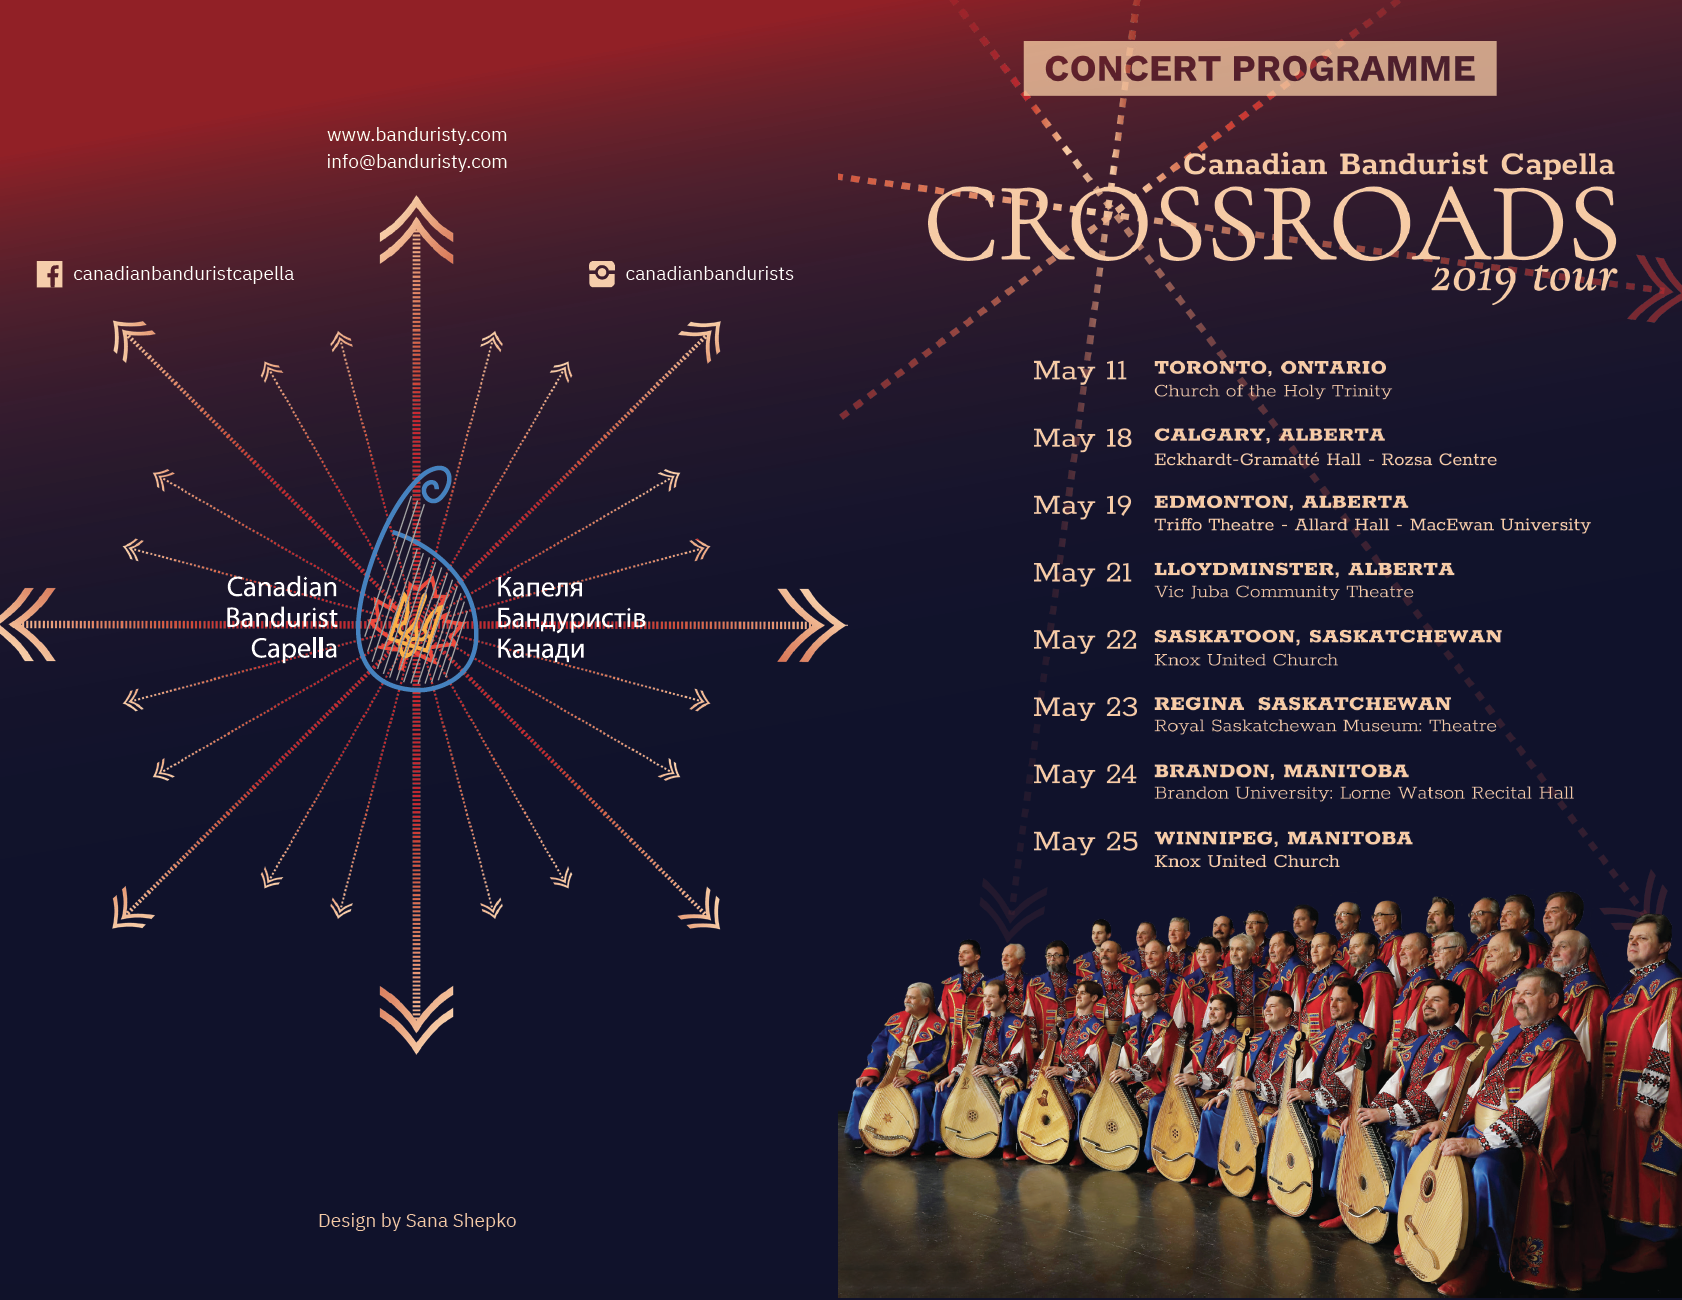 www.banduristy.com
info@banduristy.com
canadianbanduristcapella
canadianbandurists
Canadian
Bandurist
Capella
Капеля
Бандуристів
Канади
Design by Sana Shepko
CONCERT PROGRAMME
Canadian Bandurist Capella
CROSSROADS
2019 tour
May 11 TORONTO, ONTARIO
Church of the Holy Trinity
May 18 CALGARY, ALBERTA
Eckhardt-Gramatté Hall - Rozsa Centre
May 19 EDMONTON, ALBERTA
Triffo Theatre - Allard Hall - MacEwan University
May 21 LLOYDMINSTER, ALBERTA
Vic Juba Community Theatre
May 22 SASKATOON, SASKATCHEWAN
Knox United Church
May 23 REGINA SASKATCHEWAN
Royal Saskatchewan Museum: Theatre
May 24 BRANDON, MANITOBA
Brandon University: Lorne Watson Recital Hall
May 25 WINNIPEG, MANITOBA
Knox United Church